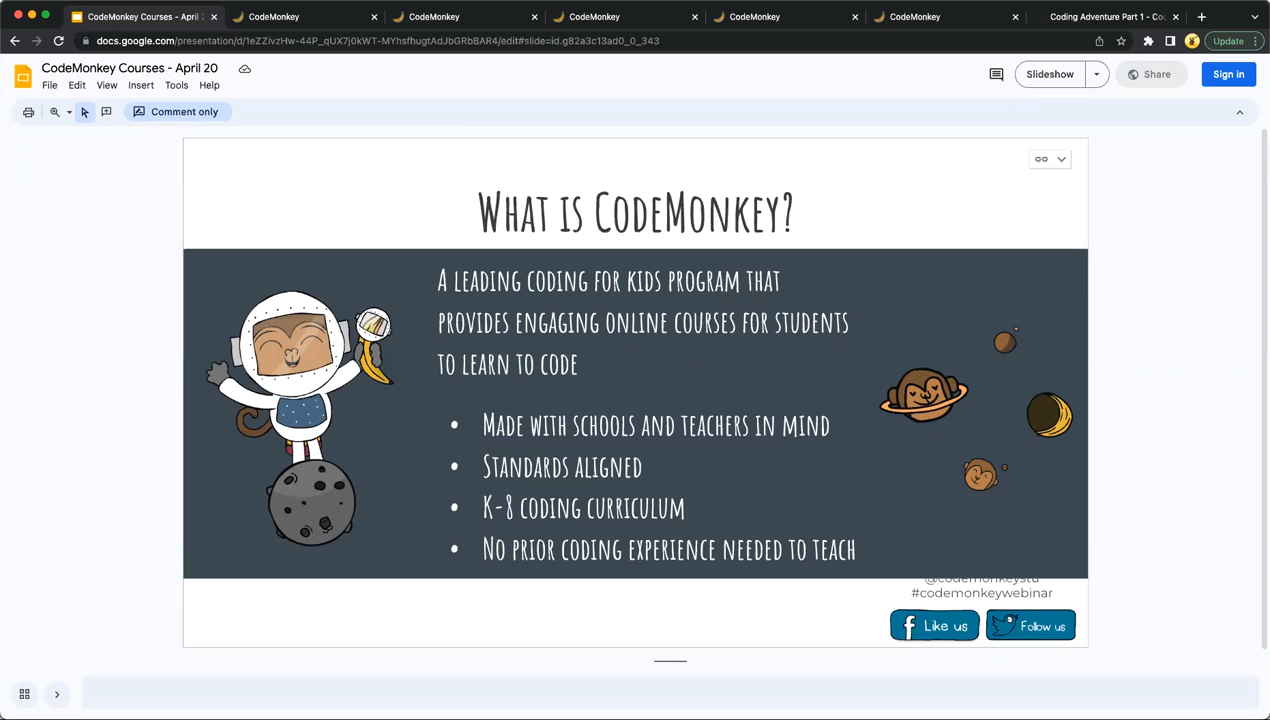 CodeMonkey Courses - April 2
CodeMonkey
CodeMonkey
CodeMonkey
CodeMonkey
CodeMonkey
Coding Adventure Part 1 - Co
docs.google.com/presentation/d/1eZZivzHw-44P_qUX7j0kWT-MYhsfhugtAdJbGRbBAR4/edit#slide=id.g82a3c13ad0_0_343
Update
CodeMonkey Courses - April 20
File Edit View Insert Tools Help
Slideshow
Share
Sign in
Comment only
What is CodeMonkey?
A leading coding for kids program that
provides engaging online courses for students
to learn to code
• Made with schools and teachers in mind
• Standards aligned
• K-8 coding curriculum
• No prior coding experience needed to teach
@codemonkeystu
#codemonkeywebinar
f Like us
Follow us